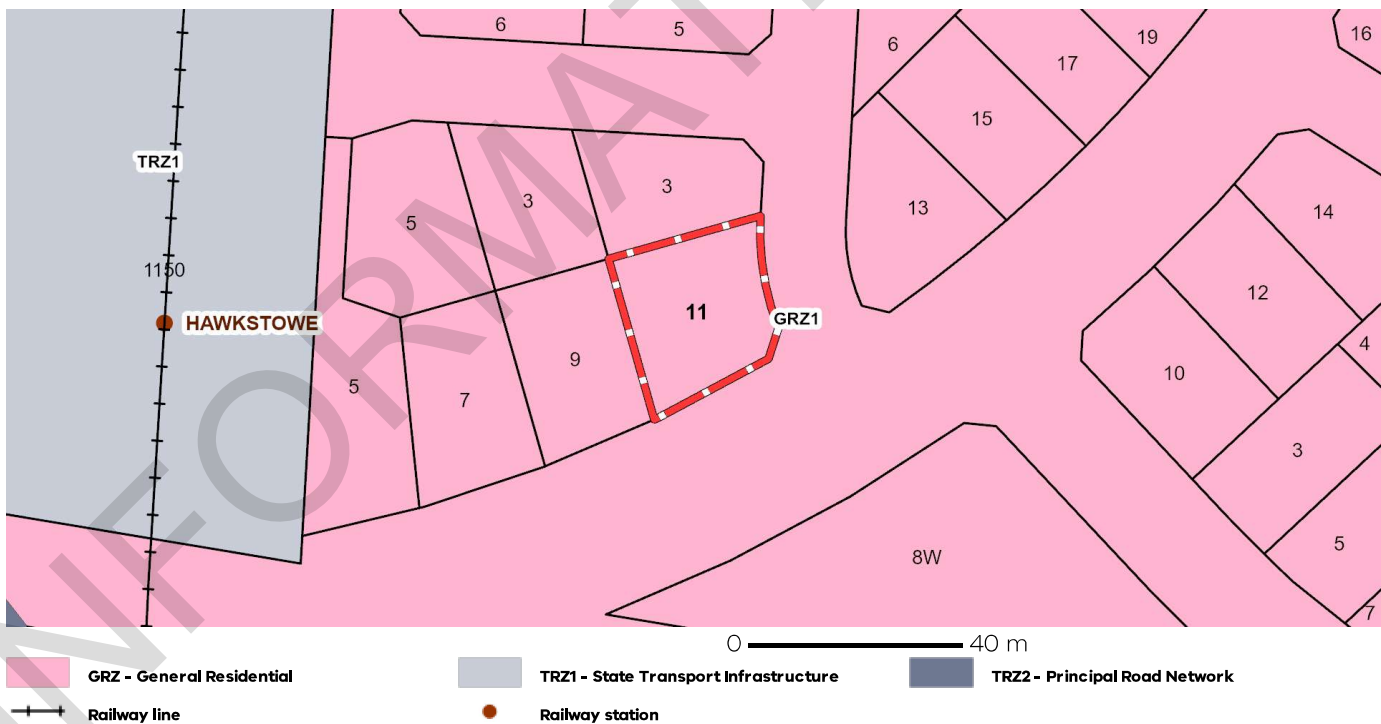 6
5
6
19
17
16
15
TRZ1
3
3
5
13
14
1150
12
11
HAWKSTOWE
GRZ1
4
9
10
5
7
3
5
8W
7
0 40 m
GRZ - General Residential
TRZ1 - State Transport Infrastructure
TRZ2 - Principal Road Network
Railway line
Railway station